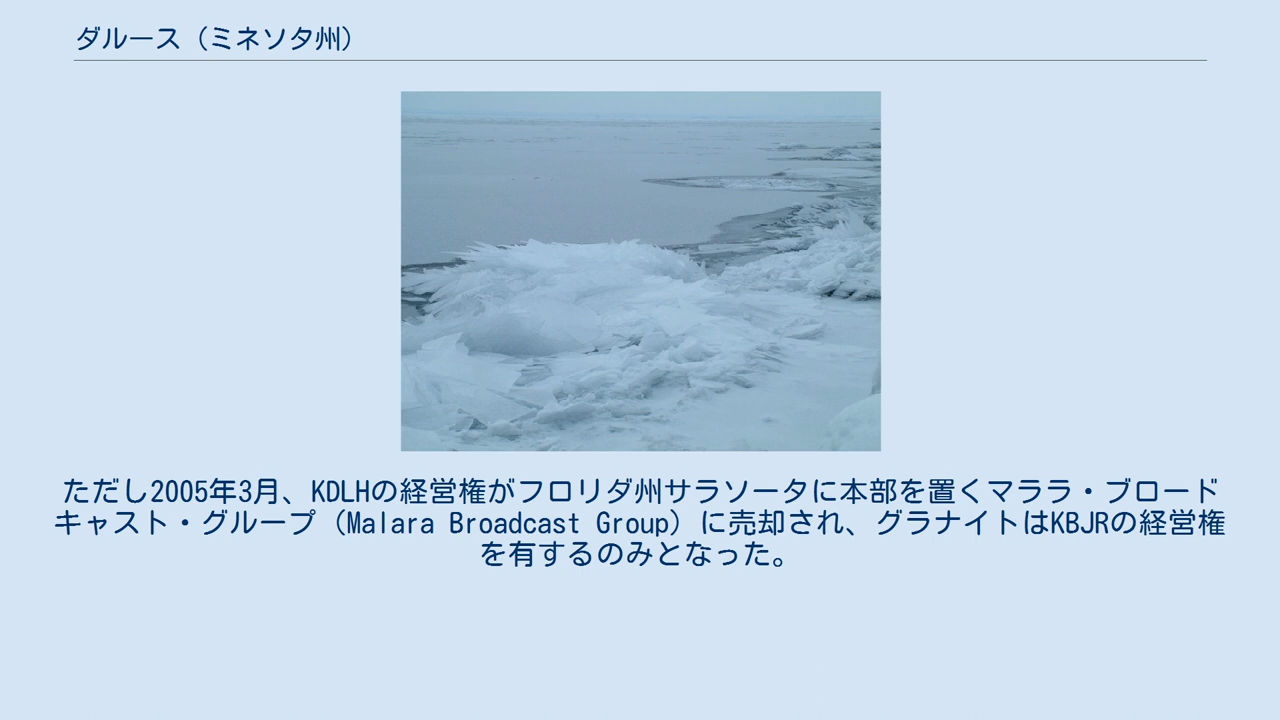 ダルース（ミネソタ州）
ただし2005年3月、KDLHの経営権がフロリダ州サラソータに本部を置くマララ・ブロード
キャスト・グループ（Malara Broadcast Group）に売却され、グラナイトはKBJRの経営権
を有するのみとなった。